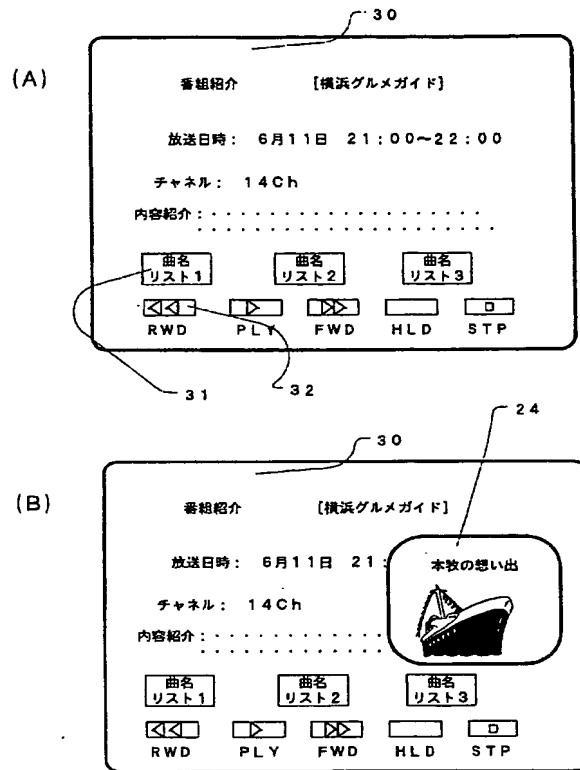 30
(A)
番組紹介 [横浜グルメガイド]
放送日時： 6月11日 21：00～22：00
チャネル： 14Ch
内容紹介：
曲名 曲名 曲名
リスト1 リスト2 リスト3
RWD PLY FWD HLD STP
31 32
24
30
(B)
番組紹介 [横浜グルメガイド]
放送日時： 6月11日 21：
本牧の想い出
チャネル： 14Ch
内容紹介：
曲名 曲名 曲名
リスト1 リスト2 リスト3
RWD PLY FWD HLD STP